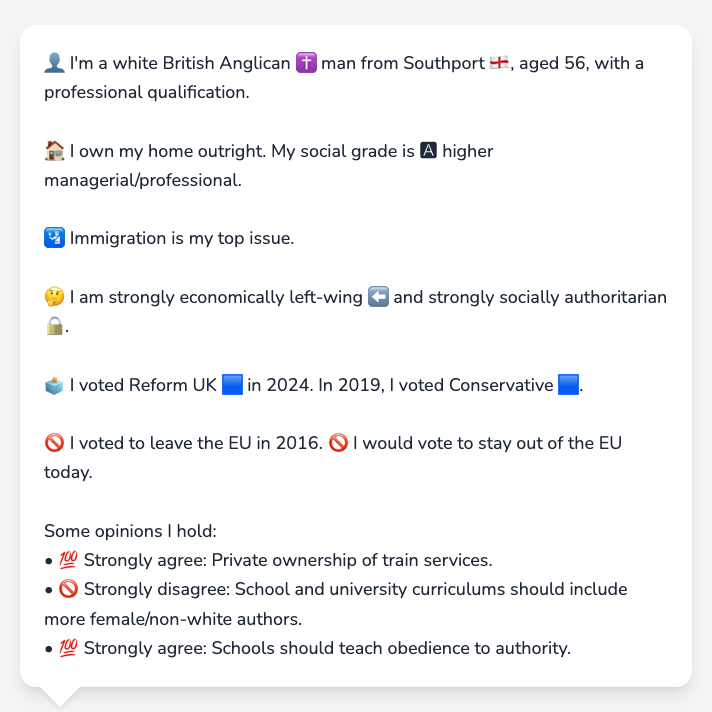 👤 I'm a white British Anglican ✝️ man from Southport 🏴󠁧󠁢󠁥󠁮󠁧󠁿, aged 56, with a
professional qualification.
🏠 I own my home outright. My social grade is 🅰 higher
managerial/professional.
🛂 Immigration is my top issue.
🤔 I am strongly economically left-wing ⬅️ and strongly socially authoritarian
🔒.
🗳️ I voted Reform UK 🟦 in 2024. In 2019, I voted Conservative 🟦.
🚫 I voted to leave the EU in 2016. 🚫 I would vote to stay out of the EU
today.
Some opinions I hold:
• 💯 Strongly agree: Private ownership of train services.
• 🚫 Strongly disagree: School and university curriculums should include
more female/non-white authors.
• 💯 Strongly agree: Schools should teach obedience to authority.